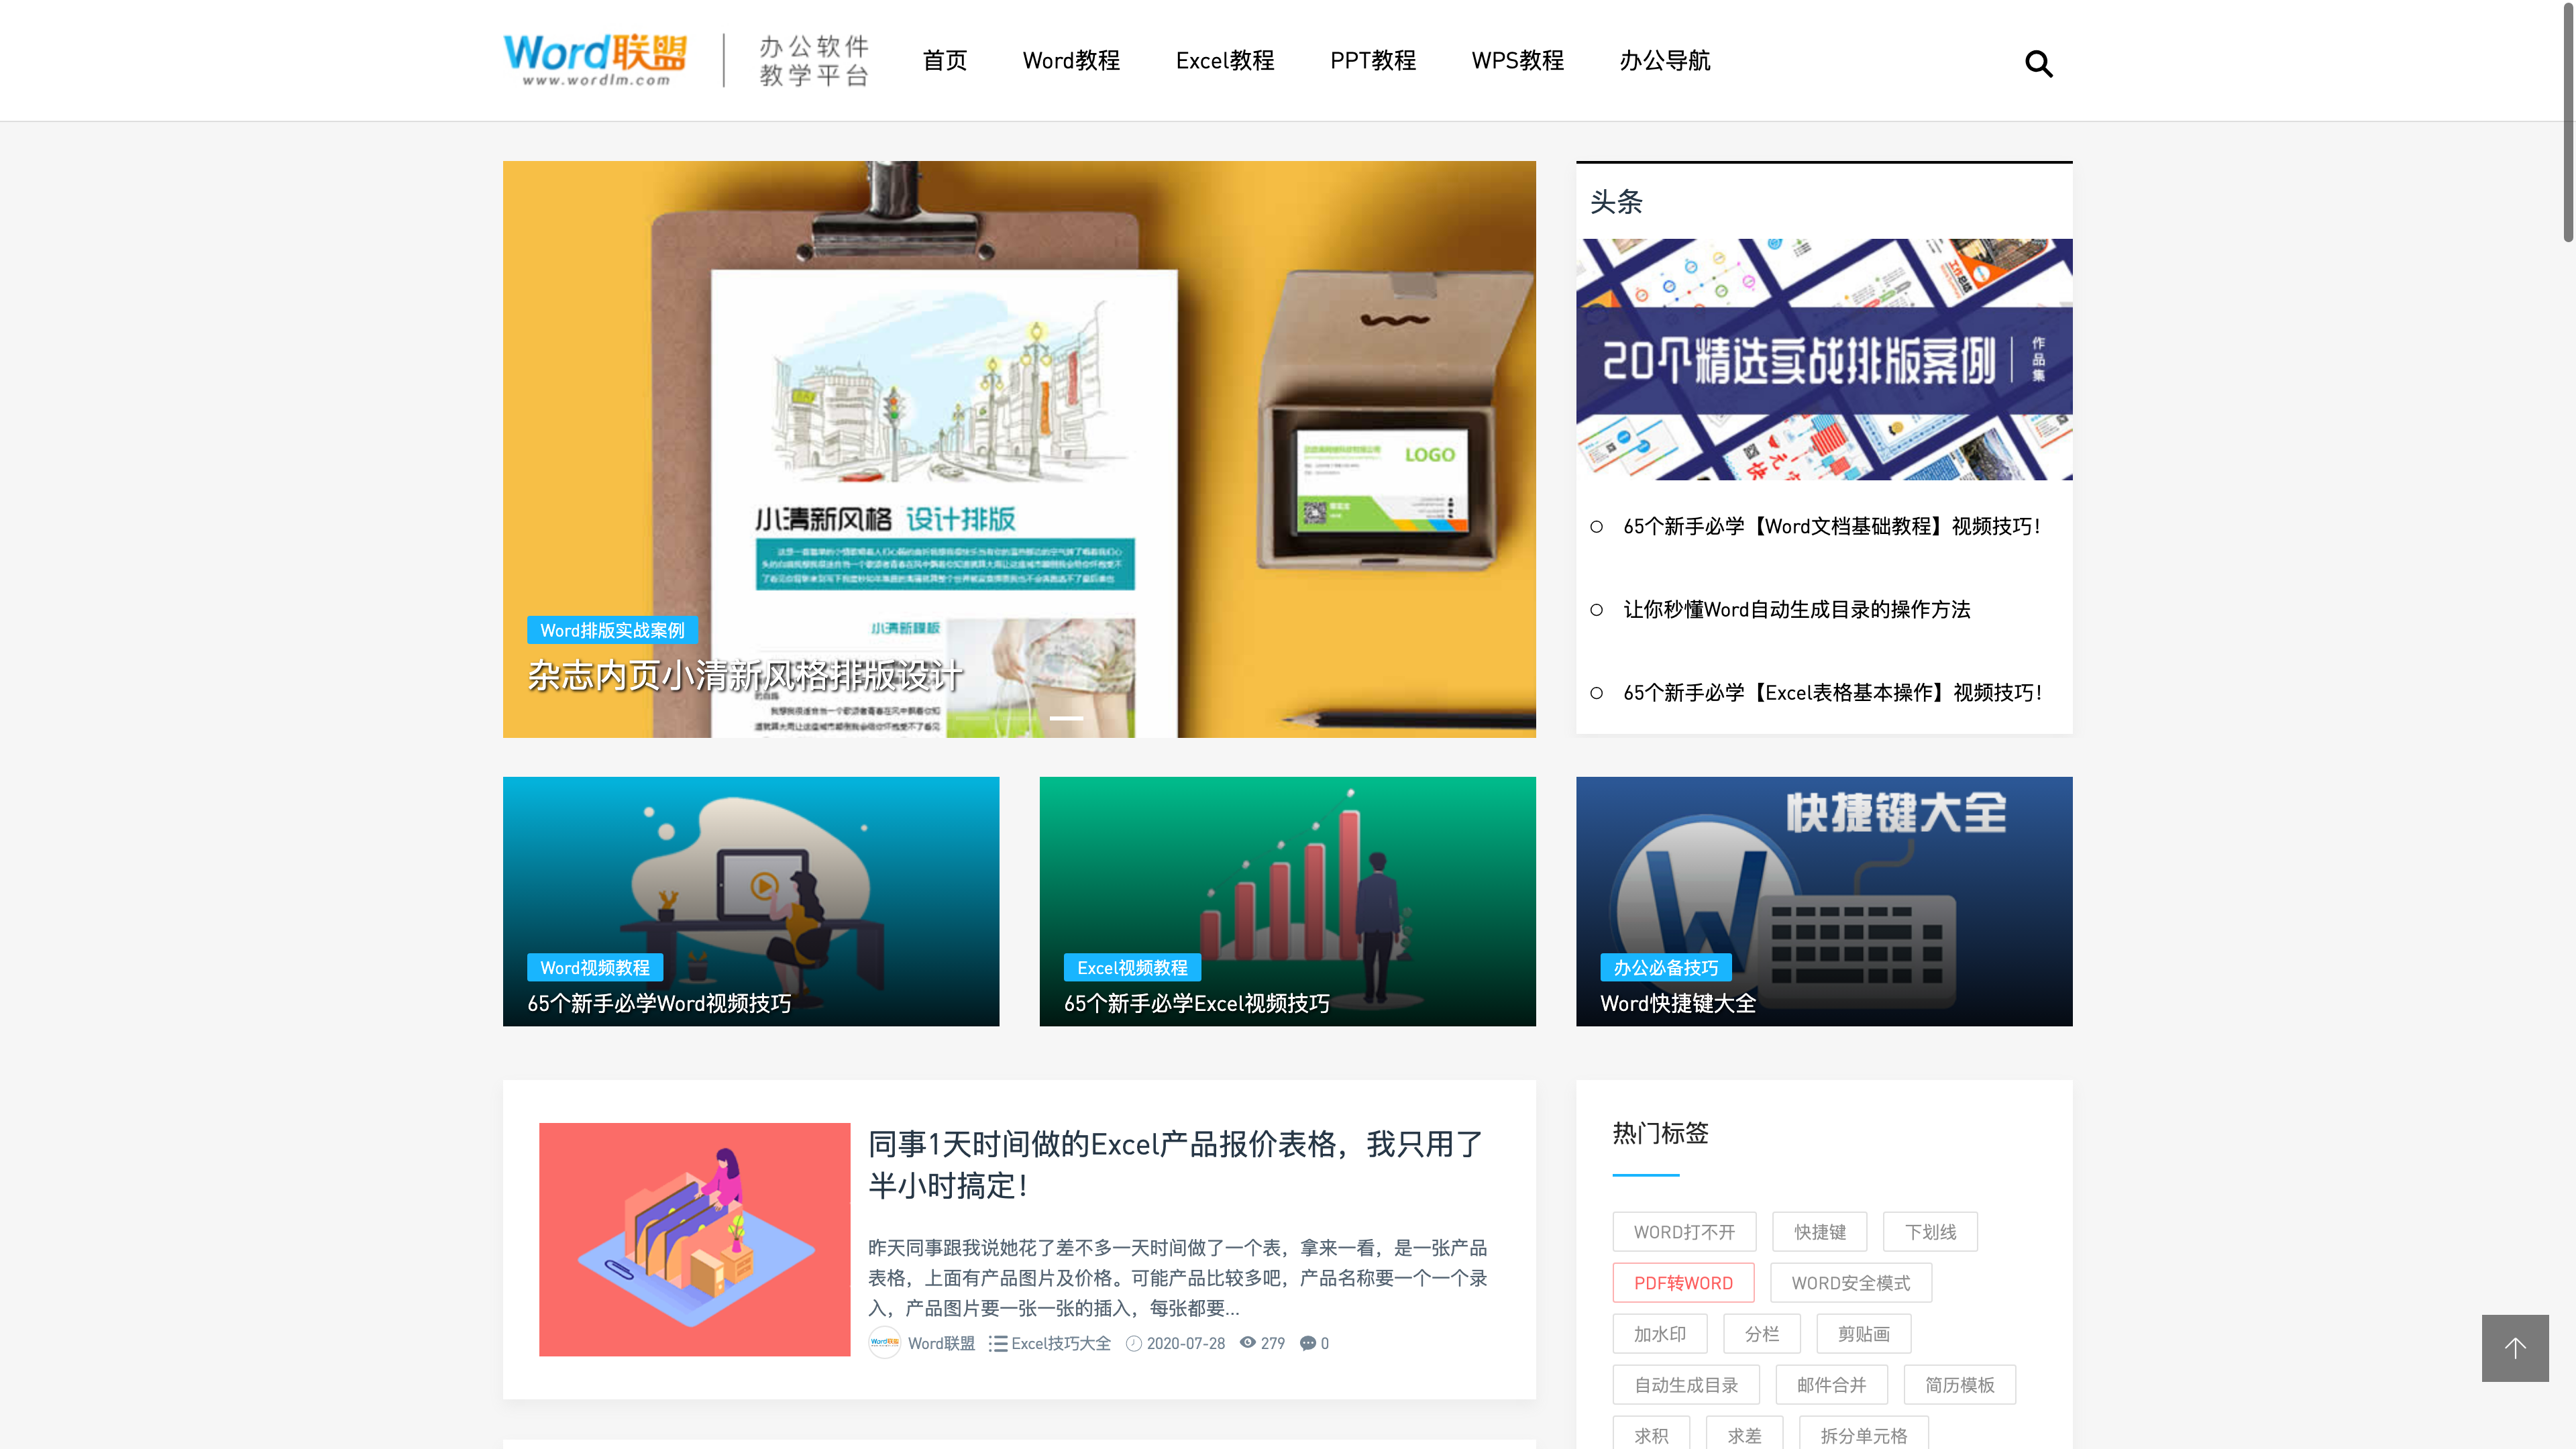 Word联盟
www.wordlm.com
办公软件
教学平台
首页
Word教程
Excel教程
PPT教程
WPS教程
办公导航
小清新风格 设计排版
小清新模板
LOGO
Word排版实战案例
杂志内页小清新风格排版设计
头条
20个精选实战排版案例
作品集
65个新手必学【Word文档基础教程】视频技巧！
让你秒懂Word自动生成目录的操作方法
65个新手必学【Excel表格基本操作】视频技巧！
Word视频教程
65个新手必学Word视频技巧
Excel视频教程
65个新手必学Excel视频技巧
快捷键大全
办公必备技巧
Word快捷键大全
同事1天时间做的Excel产品报价表格，我只用了
半小时搞定！
昨天同事跟我说她花了差不多一天时间做了一个表，拿来一看，是一张产品
表格，上面有产品图片及价格。可能产品比较多吧，产品名称要一个一个录
入，产品图片要一张一张的插入，每张都要...
Word联盟
Excel技巧大全
2020-07-28
279
0
热门标签
WORD打不开
快捷键
下划线
PDF转WORD
WORD安全模式
加水印
分栏
剪贴画
自动生成目录
邮件合并
简历模板
求积
求差
拆分单元格